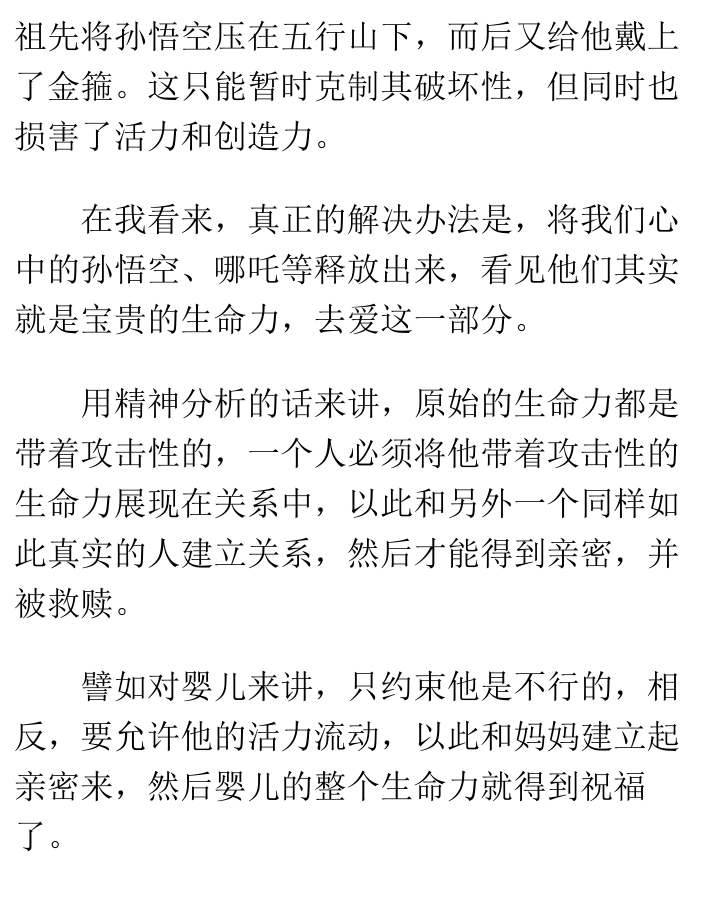 祖先将孙悟空压在五行山下，而后又给他戴上
了金箍。这只能暂时克制其破坏性，但同时也
损害了活力和创造力。
在我看来，真正的解决办法是，将我们心
中的孙悟空、哪吒等释放出来，看见他们其实
就是宝贵的生命力，去爱这一部分。
用精神分析的话来讲，原始的生命力都是
带着攻击性的，一个人必须将他带着攻击性的
生命力展现在关系中，以此和另外一个同样如
此真实的人建立关系，然后才能得到亲密，并
被救赎。
譬如对婴儿来讲，只约束他是不行的，相
反，要允许他的活力流动，以此和妈妈建立起
亲密来，然后婴儿的整个生命力就得到祝福
了。